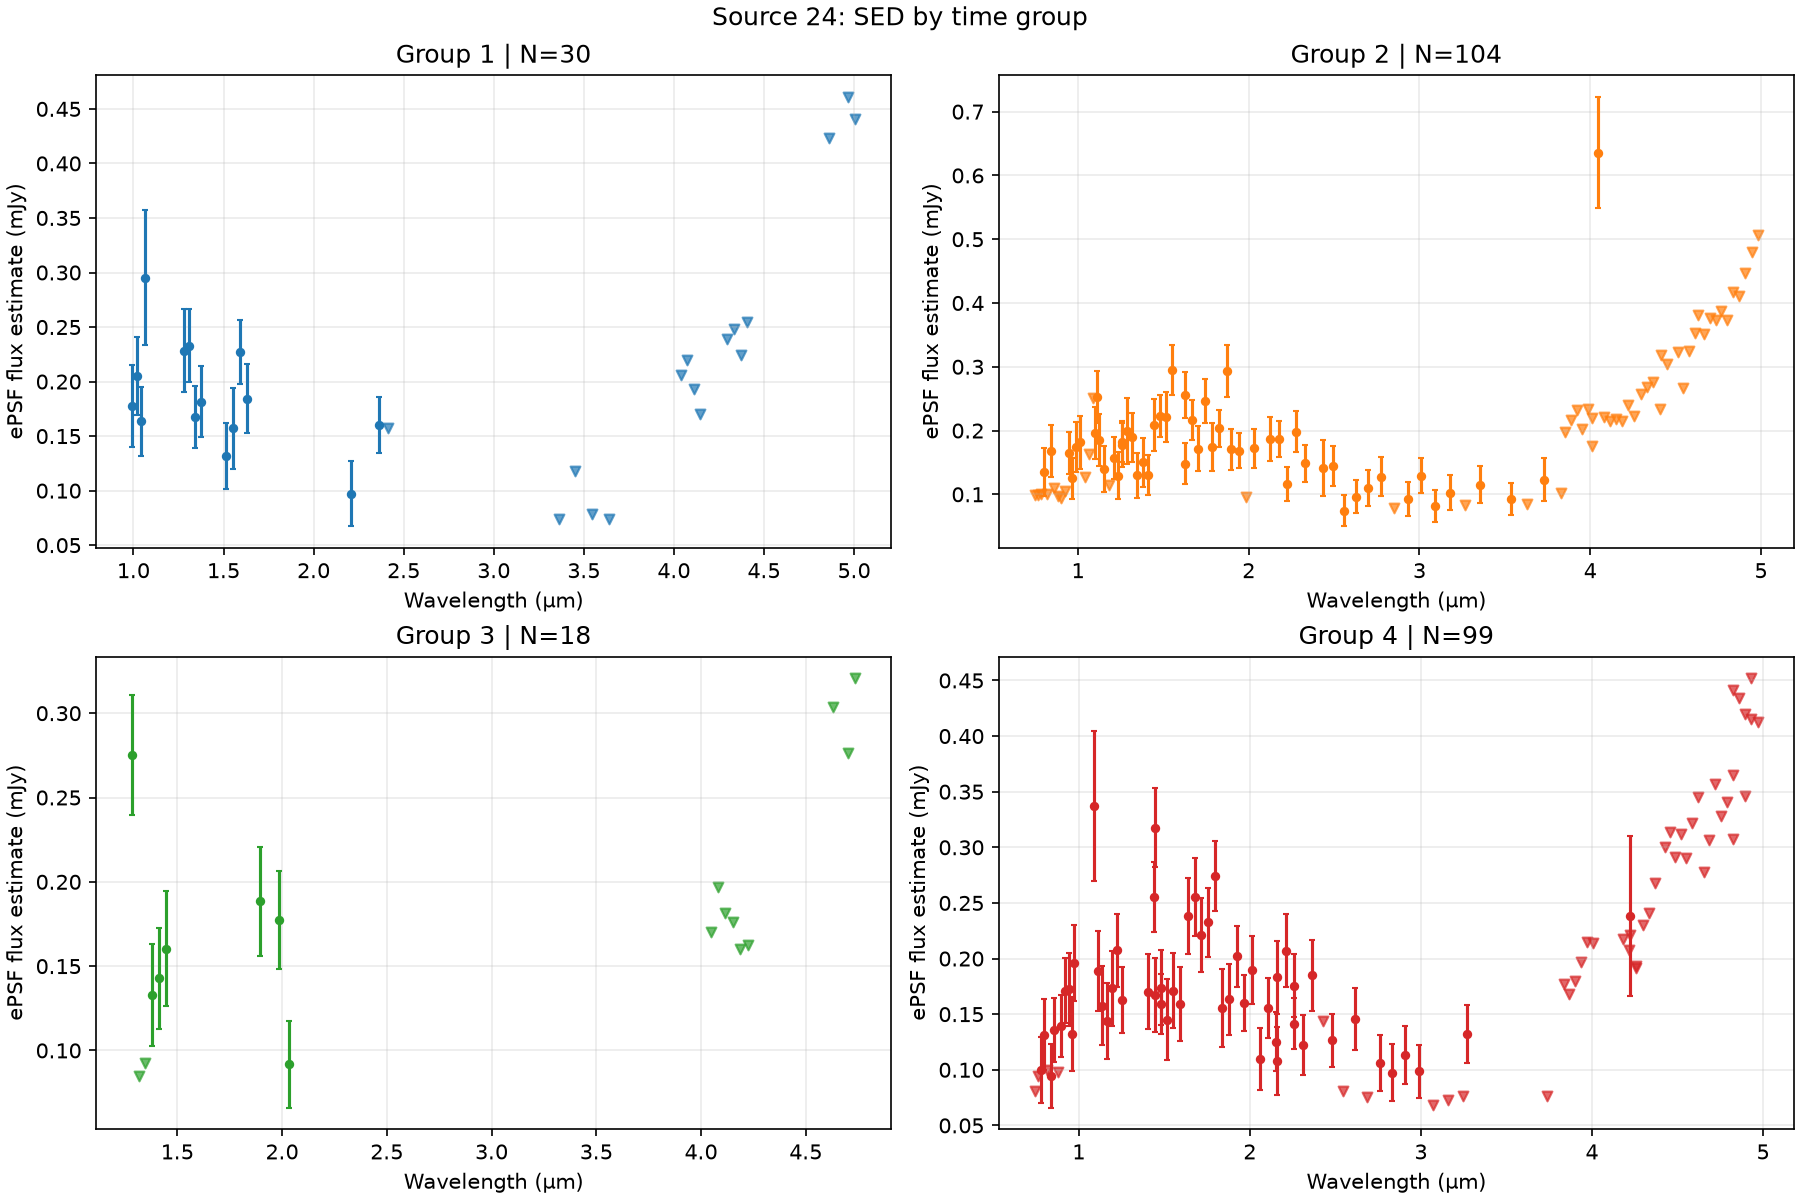 Source 24: SED by time group
Group 1 | N=30
ePSF flux estimate (mJy)
0.45
0.40
0.35
0.30
0.25
0.20
0.15
0.10
0.05
1.0 1.5 2.0 2.5 3.0 3.5 4.0 4.5 5.0
Wavelength (μm)
Group 2 | N=104
ePSF flux estimate (mJy)
0.7
0.6
0.5
0.4
0.3
0.2
0.1
1 2 3 4 5
Wavelength (μm)
Group 3 | N=18
ePSF flux estimate (mJy)
0.30
0.25
0.20
0.15
0.10
1.5 2.0 2.5 3.0 3.5 4.0 4.5
Wavelength (μm)
Group 4 | N=99
ePSF flux estimate (mJy)
0.45
0.40
0.35
0.30
0.25
0.20
0.15
0.10
0.05
1 2 3 4 5
Wavelength (μm)